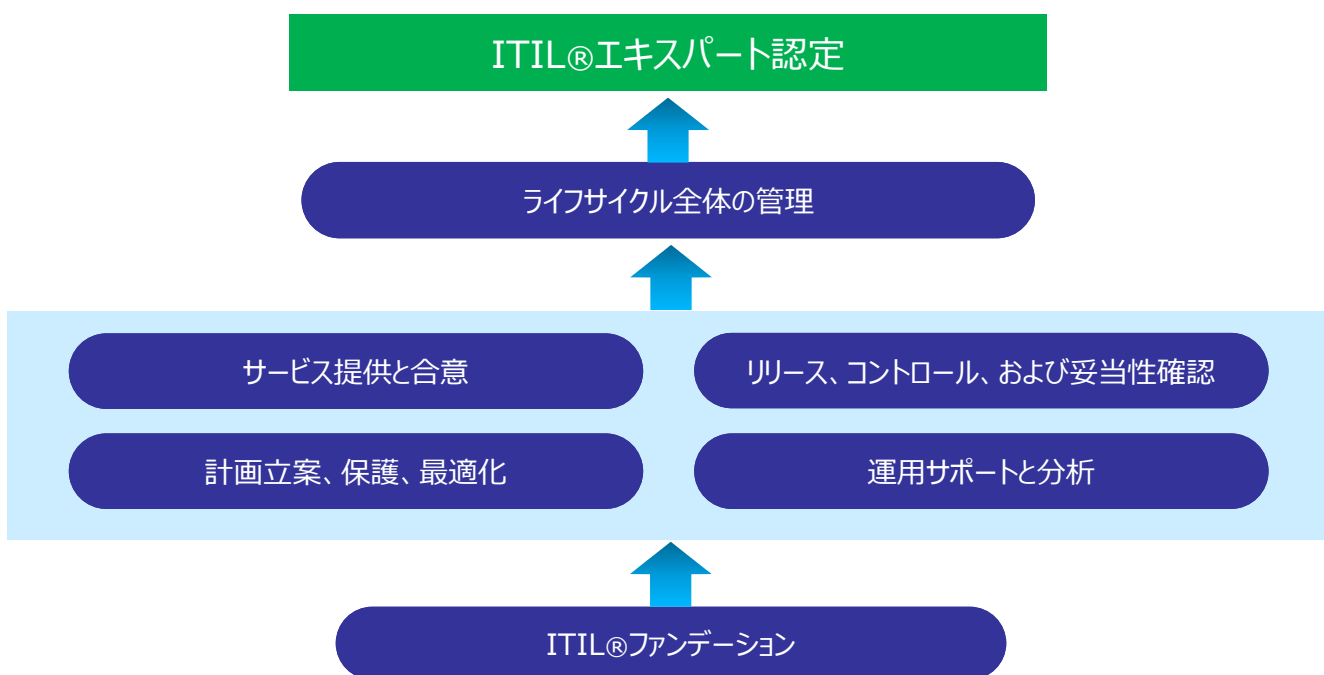 ITIL®エキスパート認定
ライフサイクル全体の管理
サービス提供と合意
リリース、コントロール、および妥当性確認
計画立案、保護、最適化
運用サポートと分析
ITIL®ファンデーション